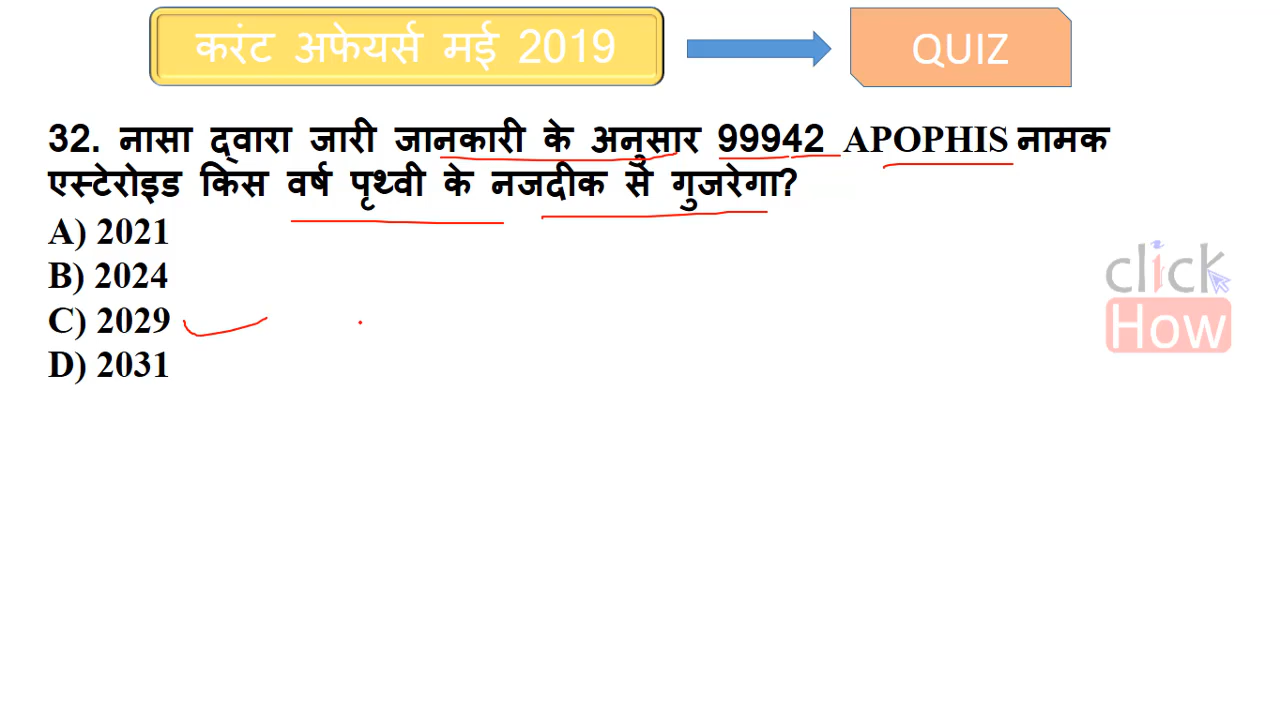 करंट अफेयर्स मई 2019
QUIZ
32. नासा द्वारा जारी जानकारी के अनुसार 99942 APOPHIS नामक
एस्टेरोइड किस वर्ष पृथ्वी के नजदीक से गुजरेगा?
A) 2021
B) 2024
C) 2029
D) 2031
click
How